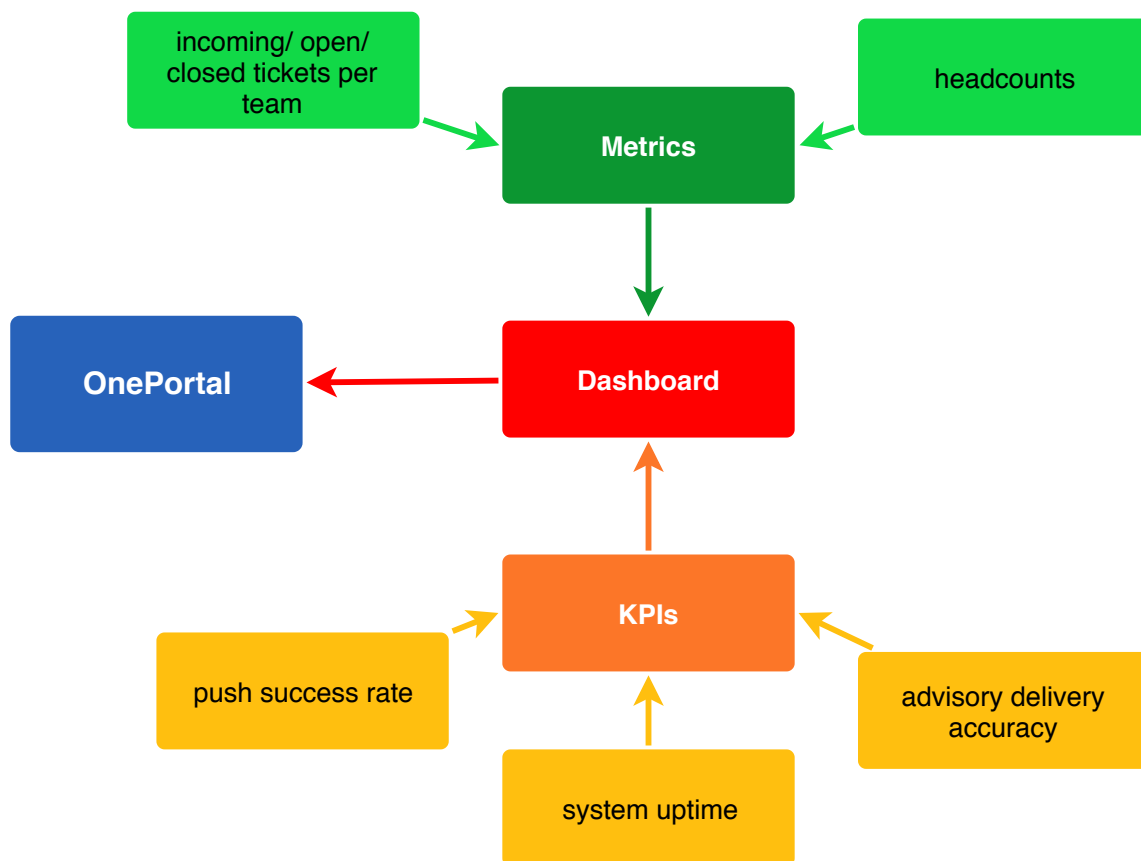 incoming/ open/
closed tickets per
team
headcounts
Metrics
OnePortal
Dashboard
KPIs
push success rate
advisory delivery
accuracy
system uptime